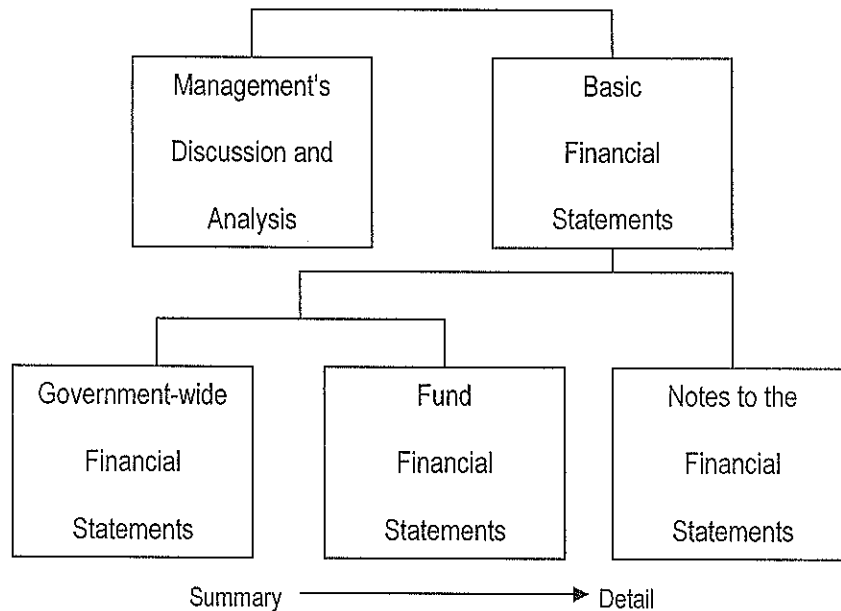 Management's
Discussion and
Analysis
Basic
Financial
Statements
Government-wide
Financial
Statements
Fund
Financial
Statements
Notes to the
Financial
Statements
Summary
Detail